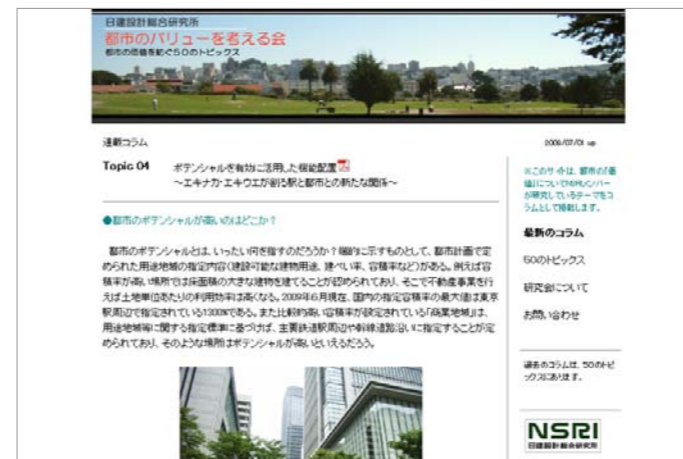 日建設計総合研究所
都市のバリューを考える会
都市の価値を紡ぐ50のトピックス
連載コラム
2009/07/01 up
Topic 04 ポテンシャルを有効に活用した機能配置
～エキナカ・エキウエが創る駅と都市との新たな関係～
●都市のポテンシャルが高いのはどこか?
都市のポテンシャルとは、いったい何を指すのだろうか?端的に示すものとして、都市計画で定
められた用途地域の指定内容(建設可能な建物用途、建ぺい率、容積率など)がある。例えば容
積率が高い場所では床面積の大きな建物を建てることが認められており、そこで不動産事業を行
えば土地単位あたりの利用効率は高くなる。2009年6月現在、国内の指定容積率の最大値は東京
駅周辺で指定されている1300%である。また比較的高い容積率が設定されている「商業地域」は、
用途地域等に関する指定標準に基づけば、主要鉄道駅周辺や幹線道路沿いに指定することが定
められており、そのような場所はポテンシャルが高いといえるだろう。
※このサイトは、都市の「価
値」についてNSRIメンバー
が研究しているテーマをコ
ラムとして掲載します。
最新のコラム
50のトピックス
研究会について
お問い合わせ
過去のコラムは、50のトピ
ックスにあります。
NSRI
日建設計総合研究所